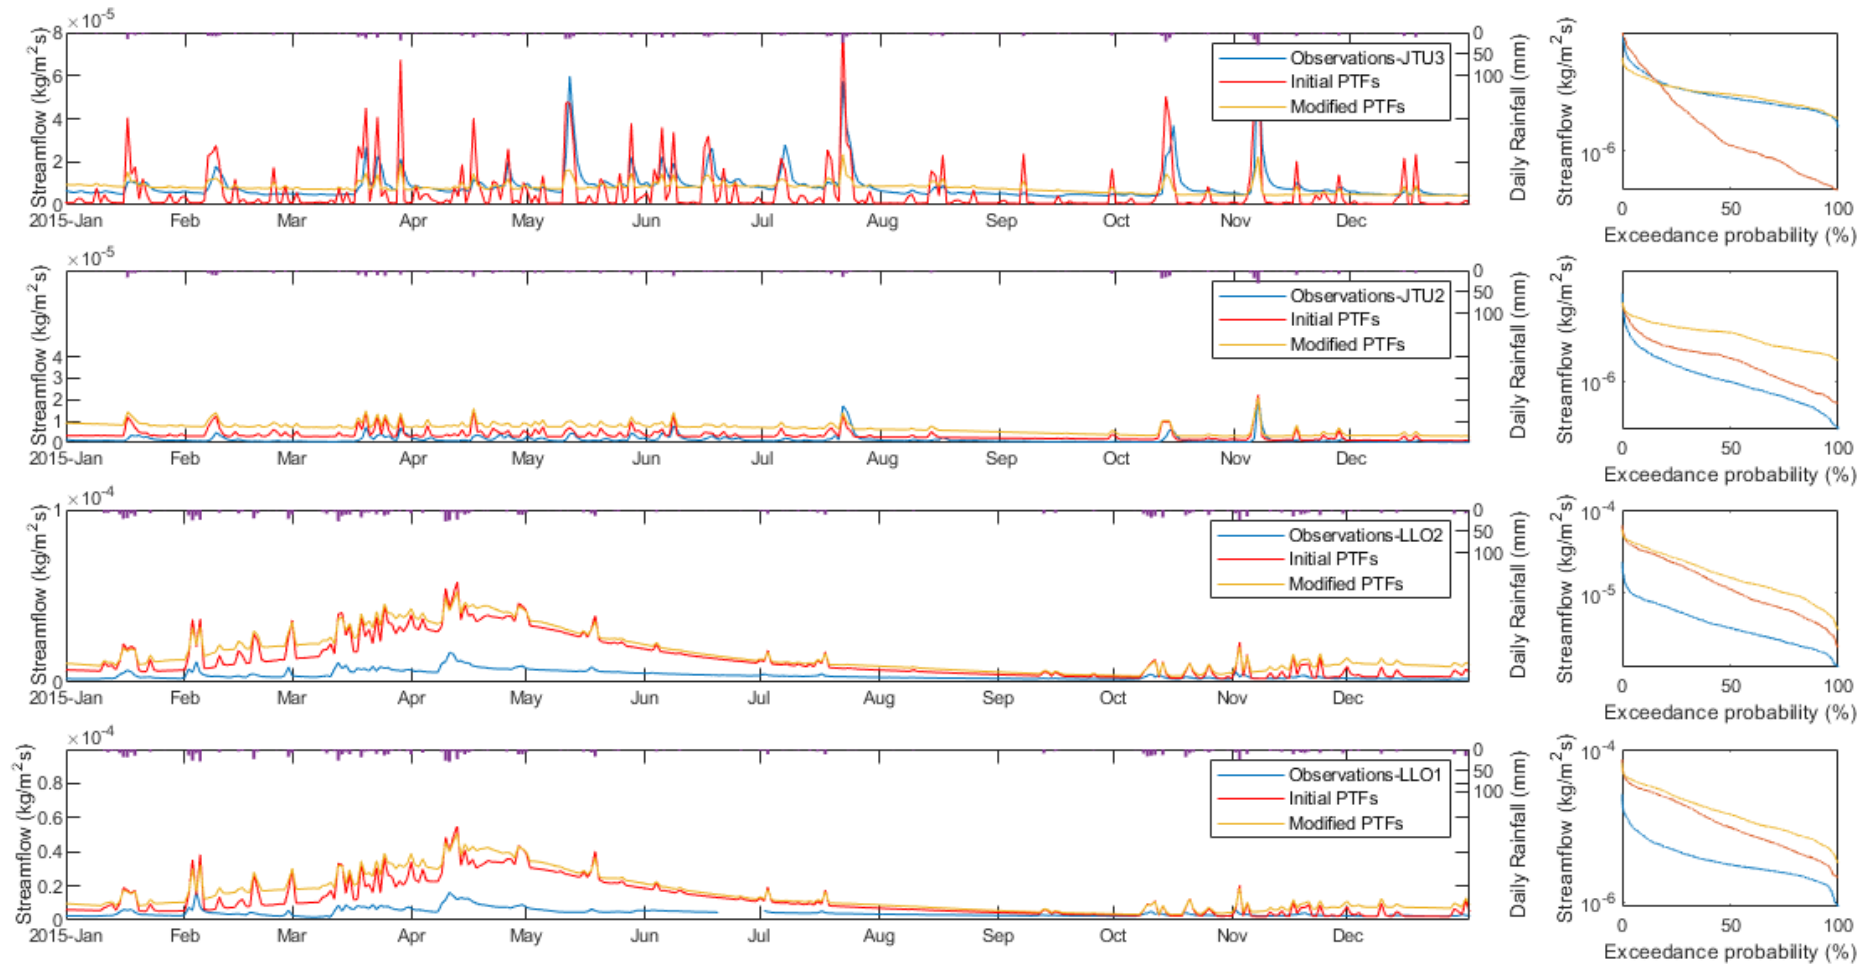 ×10⁻⁵
Streamflow (kg/m²s)
8
6
4
2
0
2015-Jan Feb Mar Apr May Jun Jul Aug Sep Oct Nov Dec
Observations-JTU3
Initial PTFs
Modified PTFs
0
50
100
Daily Rainfall (mm)
Streamflow (kg/m²s)
10⁻⁶
0 50 100
Exceedance probability (%)
×10⁻⁵
Streamflow (kg/m²s)
4
3
2
1
0
2015-Jan Feb Mar Apr May Jun Jul Aug Sep Oct Nov Dec
Observations-JTU2
Initial PTFs
Modified PTFs
0
50
100
Daily Rainfall (mm)
Streamflow (kg/m²s)
10⁻⁶
0 50 100
Exceedance probability (%)
×10⁻⁴
Streamflow (kg/m²s)
1
0
2015-Jan Feb Mar Apr May Jun Jul Aug Sep Oct Nov Dec
Observations-LLO2
Initial PTFs
Modified PTFs
0
50
100
Daily Rainfall (mm)
Streamflow (kg/m²s)
10⁻⁴
10⁻⁵
0 50 100
Exceedance probability (%)
×10⁻⁴
Streamflow (kg/m²s)
0.8
0.6
0.4
0.2
0
2015-Jan Feb Mar Apr May Jun Jul Aug Sep Oct Nov Dec
Observations-LLO1
Initial PTFs
Modified PTFs
0
50
100
Daily Rainfall (mm)
Streamflow (kg/m²s)
10⁻⁴
10⁻⁶
0 50 100
Exceedance probability (%)